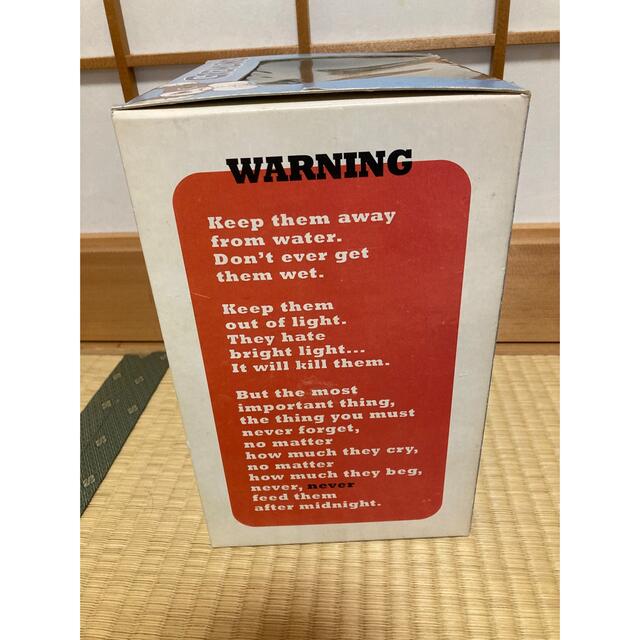 WARNING
Keep them away
from water.
Don't ever get
them wet.
Keep them
out of light.
They hate
bright light...
It will kill them.
But the most
important thing,
the thing you must
never forget,
no matter
how much they cry,
no matter
how much they beg,
never, never
feed them
after midnight.